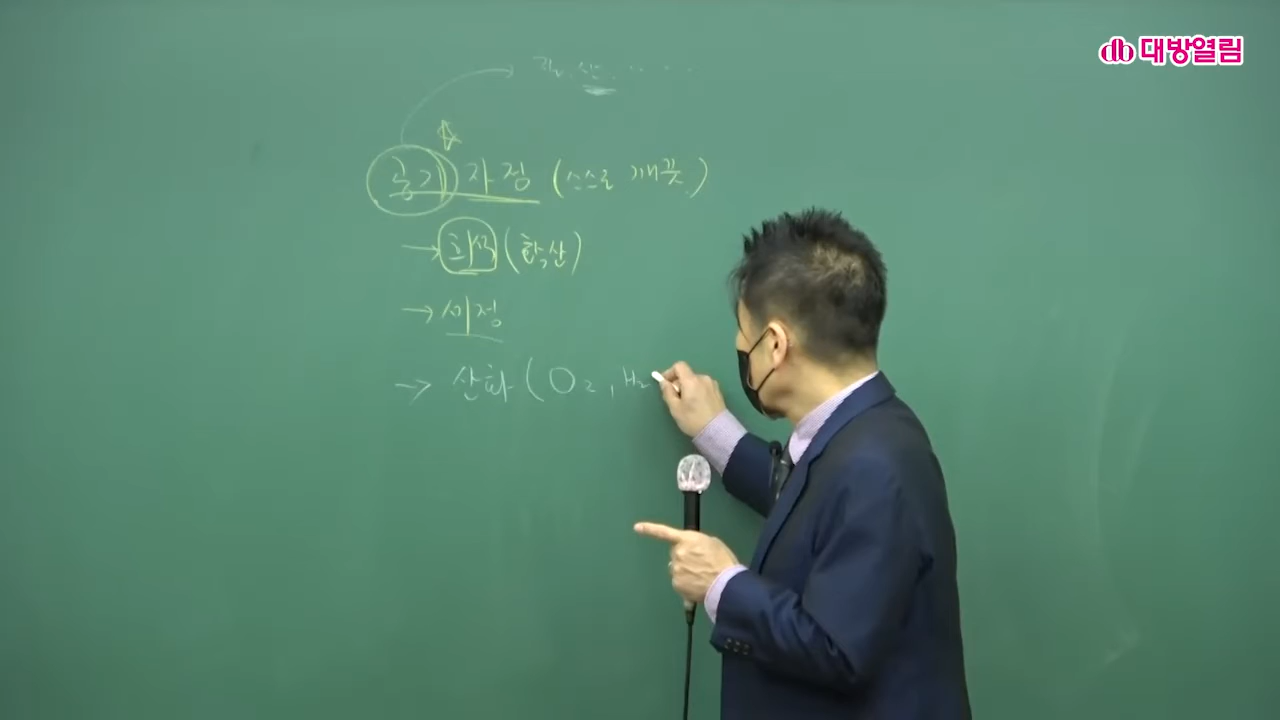 대방열림
산
공기 자정 (스스로 깨끗)
→ 희석 (확산)
→ 세정
→ 산화 (O₂, H₂